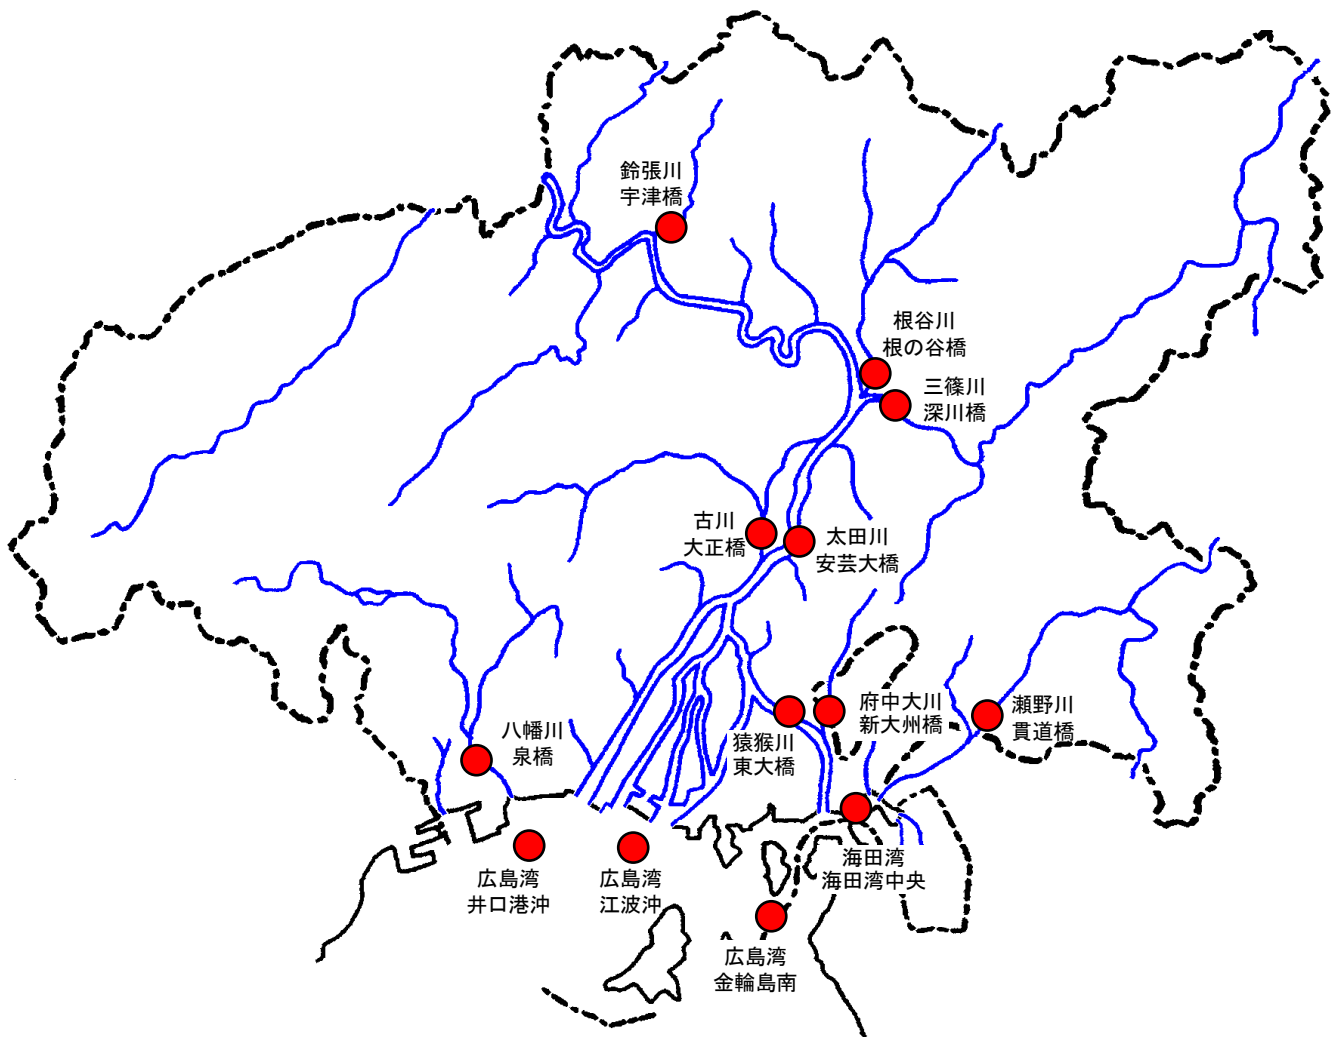 鈴張川
宇津橋
根谷川
根の谷橋
三篠川
深川橋
古川
大正橋
太田川
安芸大橋
府中大川
新大州橋
瀬野川
貫道橋
八幡川
泉橋
猿猴川
東大橋
海田湾
海田湾中央
広島湾
井口港沖
広島湾
江波沖
広島湾
金輪島南